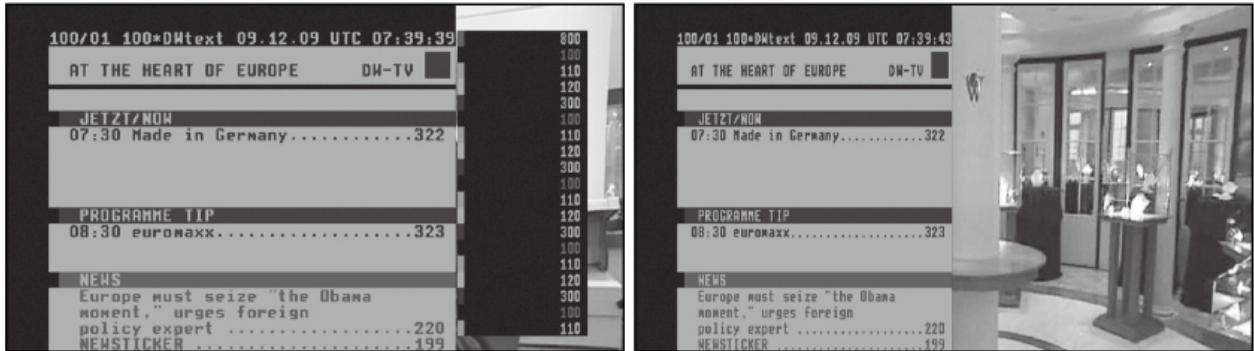 100/01 100*DWtext 09.12.09 UTC 07:39:39
AT THE HEART OF EUROPE DW-TV
JETZT/NOW
07:30 Made in Germany............322
PROGRAMME TIP
08:30 euromaxx...................323
NEWS
Europe must seize "the Obama
moment," urges foreign
policy expert ...................220
NEWSTICKER ......................199
800
100
110
120
300
100
110
120
300
100
110
120
300
100
110
120
300
100
110
100/01 100*DWtext 09.12.09 UTC 07:39:43
AT THE HEART OF EUROPE DW-TV
JETZT/NOW
07:30 Made in Germany............322
PROGRAMME TIP
08:30 euromaxx...................323
NEWS
Europe must seize "the Obama
moment," urges foreign
policy expert ...................220
NEWSTICKER ......................199
W